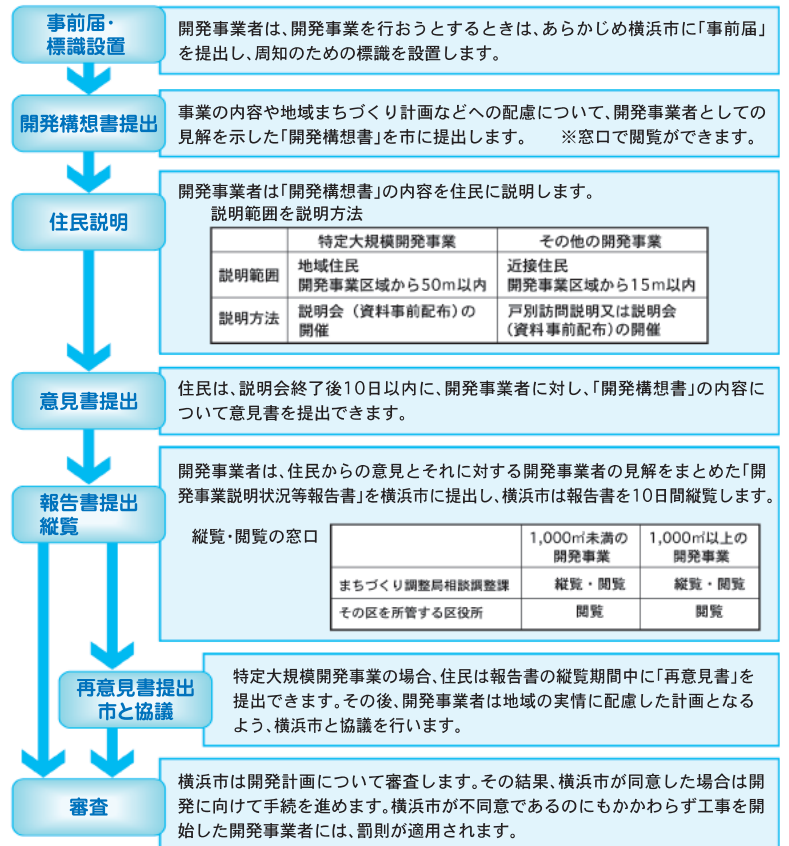 事前届・
標識設置
開発事業者は、開発事業を行おうとするときは、あらかじめ横浜市に「事前届」
を提出し、周知のための標識を設置します。
開発構想書提出
事業の内容や地域まちづくり計画などへの配慮について、開発事業者としての
見解を示した「開発構想書」を市に提出します。 ※窓口で閲覧ができます。
住民説明
開発事業者は「開発構想書」の内容を住民に説明します。
説明範囲を説明方法
特定大規模開発事業 その他の開発事業
説明範囲
地域住民
開発事業区域から50m以内
近接住民
開発事業区域から15m以内
説明方法
説明会（資料事前配布）の
開催
戸別訪問説明又は説明会
（資料事前配布）の開催
意見書提出
住民は、説明会終了後10日以内に、開発事業者に対し、「開発構想書」の内容に
ついて意見書を提出できます。
報告書提出
縦覧
開発事業者は、住民からの意見とそれに対する開発事業者の見解をまとめた「開
発事業説明状況等報告書」を横浜市に提出し、横浜市は報告書を10日間縦覧します。
縦覧・閲覧の窓口
1,000㎡未満の
開発事業
1,000㎡以上の
開発事業
まちづくり調整局相談調整課 縦覧・閲覧 縦覧・閲覧
その区を所管する区役所 閲覧 閲覧
再意見書提出
市と協議
特定大規模開発事業の場合、住民は報告書の縦覧期間中に「再意見書」を
提出できます。その後、開発事業者は地域の実情に配慮した計画となる
よう、横浜市と協議を行います。
審査
横浜市は開発計画について審査します。その結果、横浜市が同意した場合は開
発に向けて手続を進めます。横浜市が不同意であるのにもかかわらず工事を開
始した開発事業者には、罰則が適用されます。